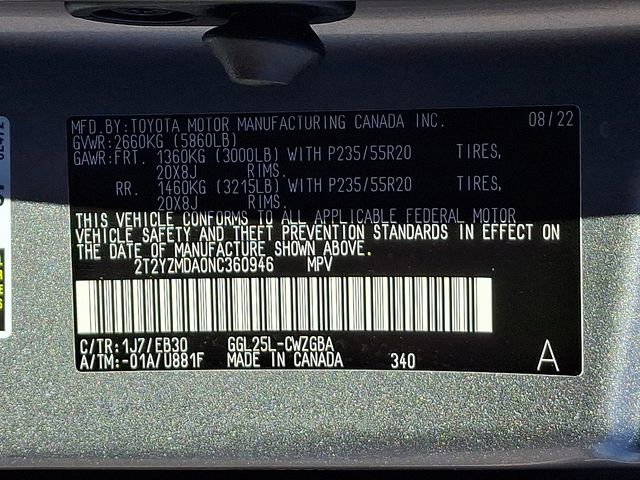 MFD.BY:TOYOTA MOTOR MANUFACTURING CANADA INC. 08/22
GVWR:2660KG (5860LB)
GAWR:FRT. 1360KG (3000LB) WITH P235/55R20 TIRES,
20X8J RIMS.
RR. 1460KG (3215LB) WITH P235/55R20 TIRES,
20X8J RIMS.
THIS VEHICLE CONFORMS TO ALL APPLICABLE FEDERAL MOTOR
VEHICLE SAFETY AND THEFT PREVENTION STANDARDS IN EFFECT ON
THE DATE OF MANUFACTURE SHOWN ABOVE.
2T2YZMDA0NC360946 MPV
C/TR:1J7/EB30 GGL25L-CWZGBA
A/TM:-01A/U881F MADE IN CANADA 340 A